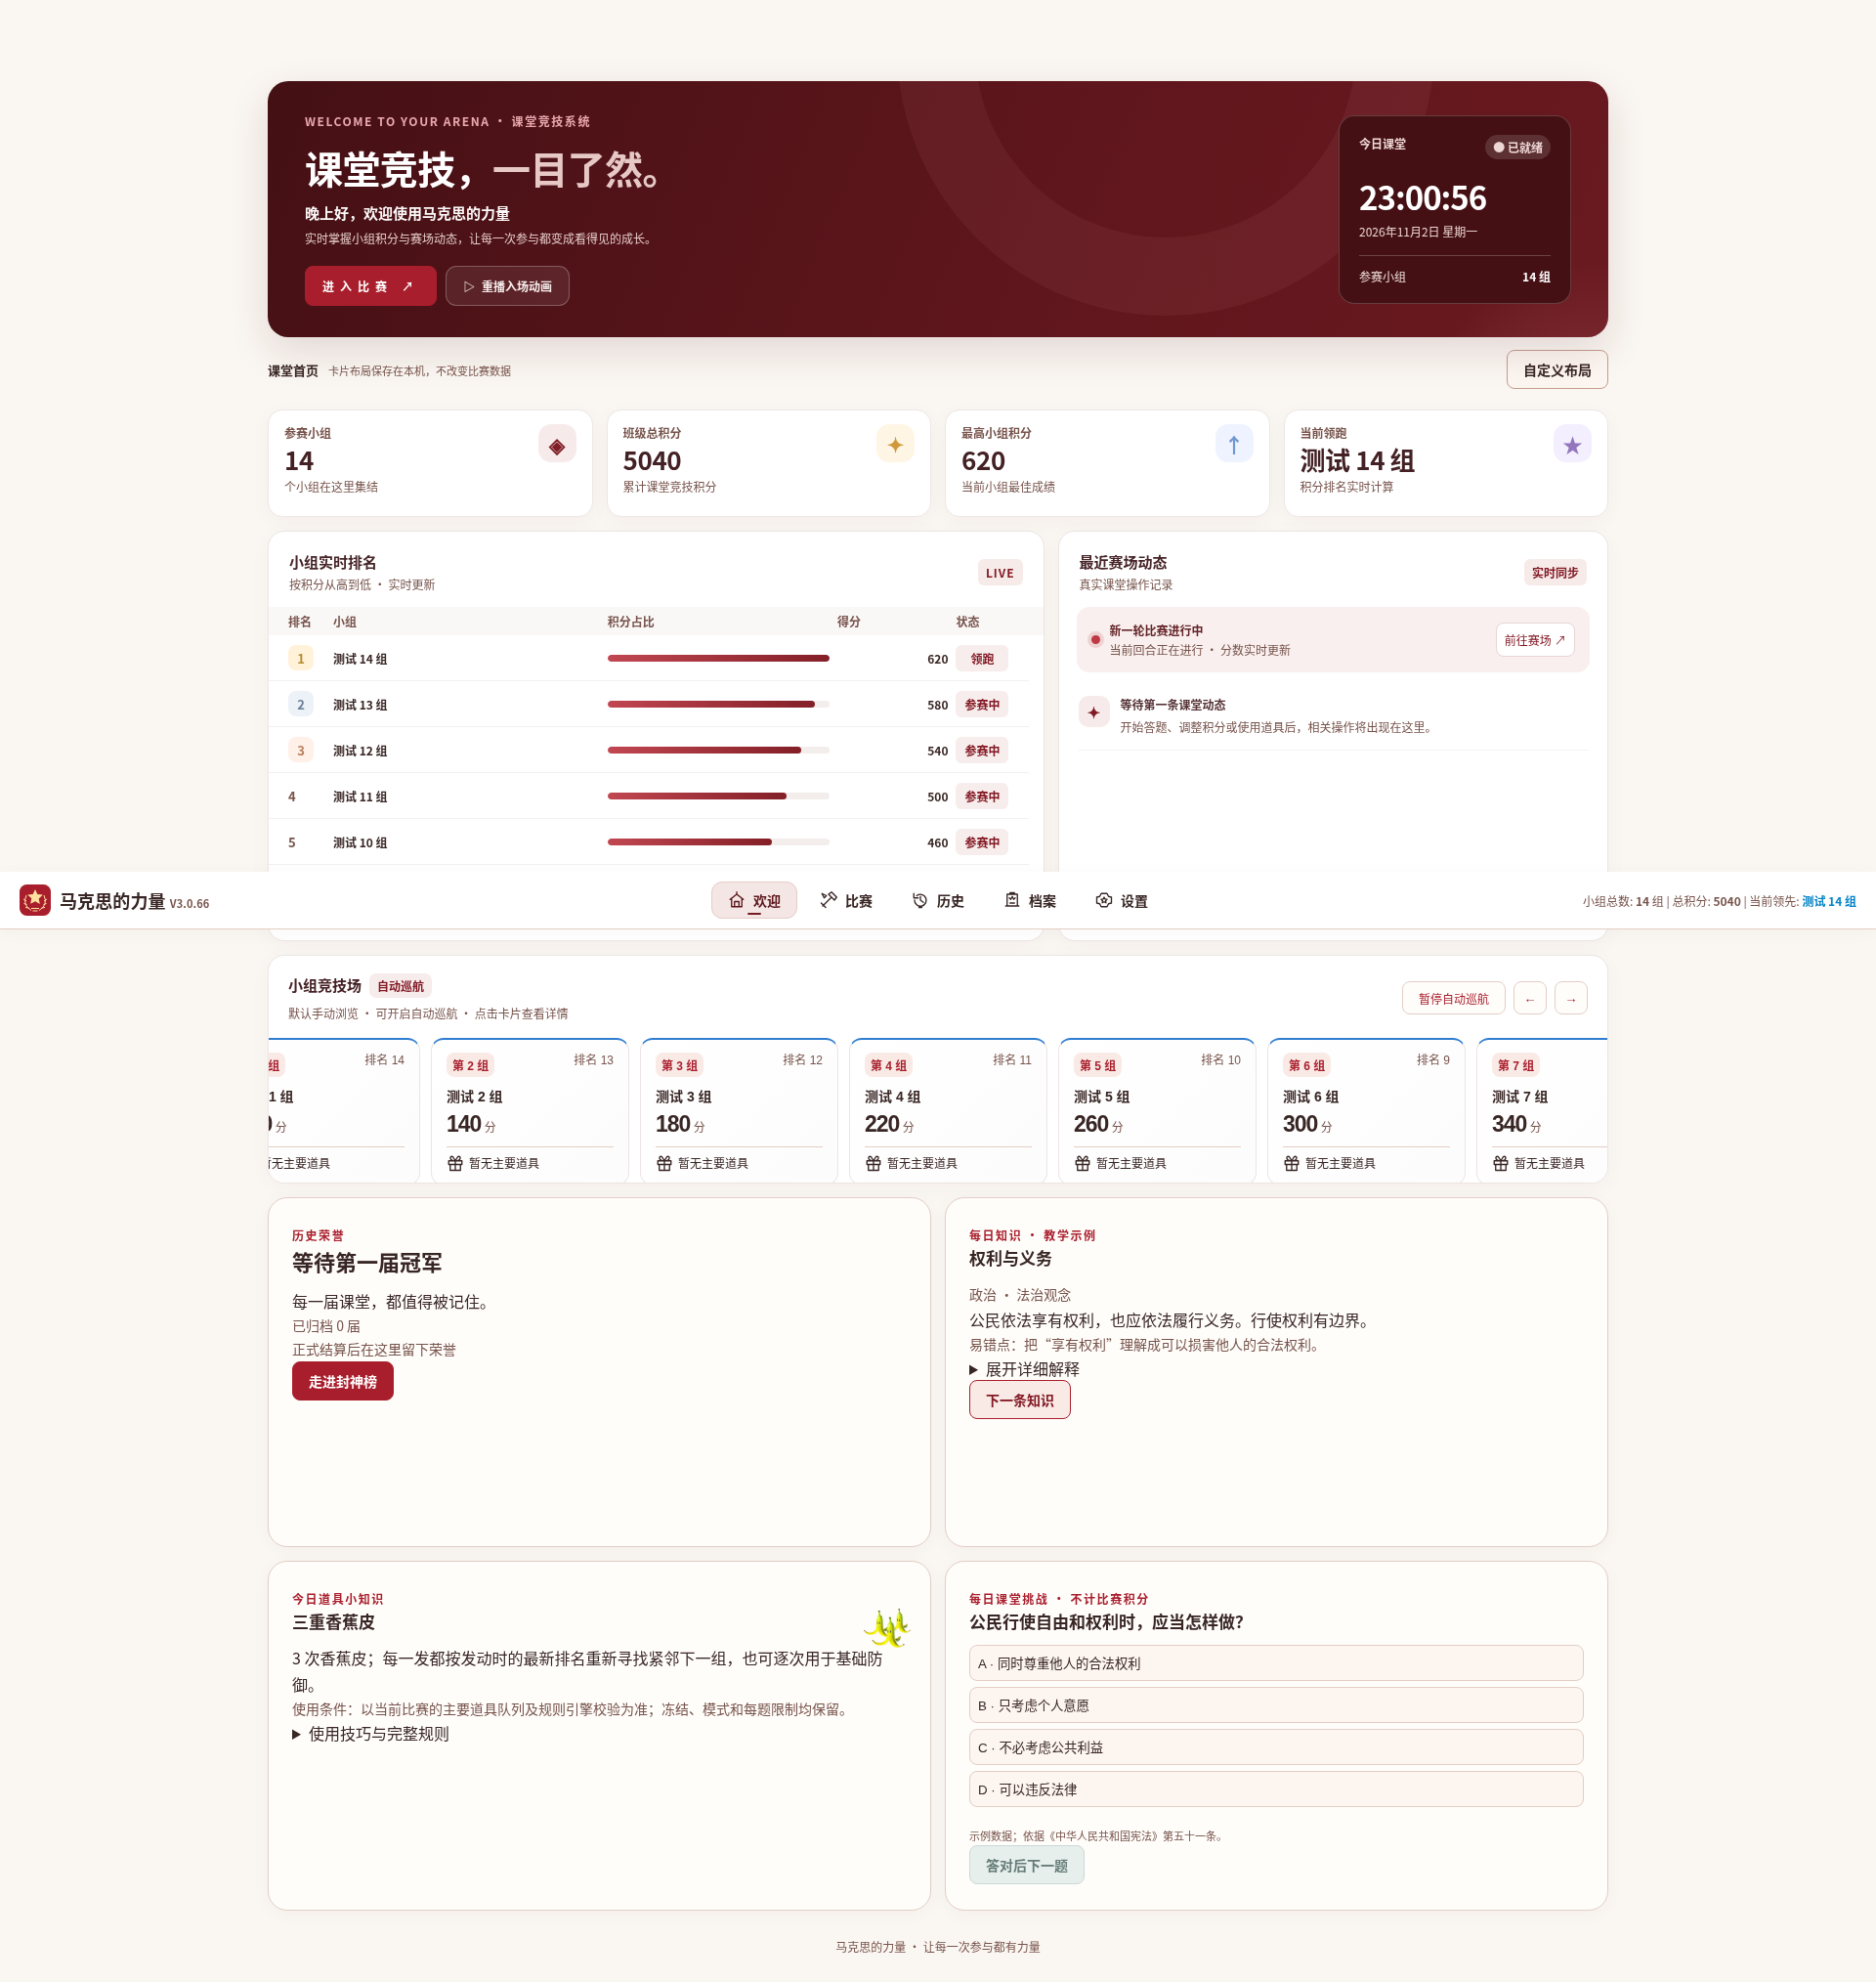 WELCOME TO YOUR ARENA · 课堂竞技系统
课堂竞技，一目了然。
晚上好，欢迎使用马克思的力量
实时掌握小组积分与赛场动态，让每一次参与都变成看得见的成长。
进入比赛 ↗
▷ 重播入场动画
今日课堂
已就绪
23:00:56
2026年11月2日 星期一
参赛小组 14 组
课堂首页 卡片布局保存在本机，不改变比赛数据
自定义布局
参赛小组
14
个小组在这里集结
班级总积分
5040
累计课堂竞技积分
最高小组积分
620
当前小组最佳成绩
当前领跑
测试 14 组
积分排名实时计算
小组实时排名
按积分从高到低 · 实时更新
LIVE
排名 小组 积分占比 得分 状态
1 测试 14 组 620 领跑
2 测试 13 组 580 参赛中
3 测试 12 组 540 参赛中
4 测试 11 组 500 参赛中
5 测试 10 组 460 参赛中
最近赛场动态
真实课堂操作记录
实时同步
新一轮比赛进行中
当前回合正在进行 · 分数实时更新
前往赛场 ↗
等待第一条课堂动态
开始答题、调整积分或使用道具后，相关操作将出现在这里。
马克思的力量 V3.0.66
欢迎 比赛 历史 档案 设置
小组总数: 14 组 | 总积分: 5040 | 当前领先: 测试 14 组
小组竞技场 自动巡航
默认手动浏览 · 可开启自动巡航 · 点击卡片查看详情
暂停自动巡航 ← →
组 排名 14
1 组
分
暂无主要道具
第 2 组 排名 13
测试 2 组
140 分
暂无主要道具
第 3 组 排名 12
测试 3 组
180 分
暂无主要道具
第 4 组 排名 11
测试 4 组
220 分
暂无主要道具
第 5 组 排名 10
测试 5 组
260 分
暂无主要道具
第 6 组 排名 9
测试 6 组
300 分
暂无主要道具
第 7 组
测试 7 组
340 分
暂无主要道具
历史荣誉
等待第一届冠军
每一届课堂，都值得被记住。
已归档 0 届
正式结算后在这里留下荣誉
走进封神榜
每日知识 · 教学示例
权利与义务
政治 · 法治观念
公民依法享有权利，也应依法履行义务。行使权利有边界。
易错点：把“享有权利”理解成可以损害他人的合法权利。
▶ 展开详细解释
下一条知识
今日道具小知识
三重香蕉皮
3 次香蕉皮；每一发都按发动时的最新排名重新寻找紧邻下一组，也可逐次用于基础防
御。
使用条件：以当前比赛的主要道具队列及规则引擎校验为准；冻结、模式和每题限制均保留。
▶ 使用技巧与完整规则
每日课堂挑战 · 不计比赛积分
公民行使自由和权利时，应当怎样做？
A · 同时尊重他人的合法权利
B · 只考虑个人意愿
C · 不必考虑公共利益
D · 可以违反法律
示例数据；依据《中华人民共和国宪法》第五十一条。
答对后下一题
马克思的力量 · 让每一次参与都有力量